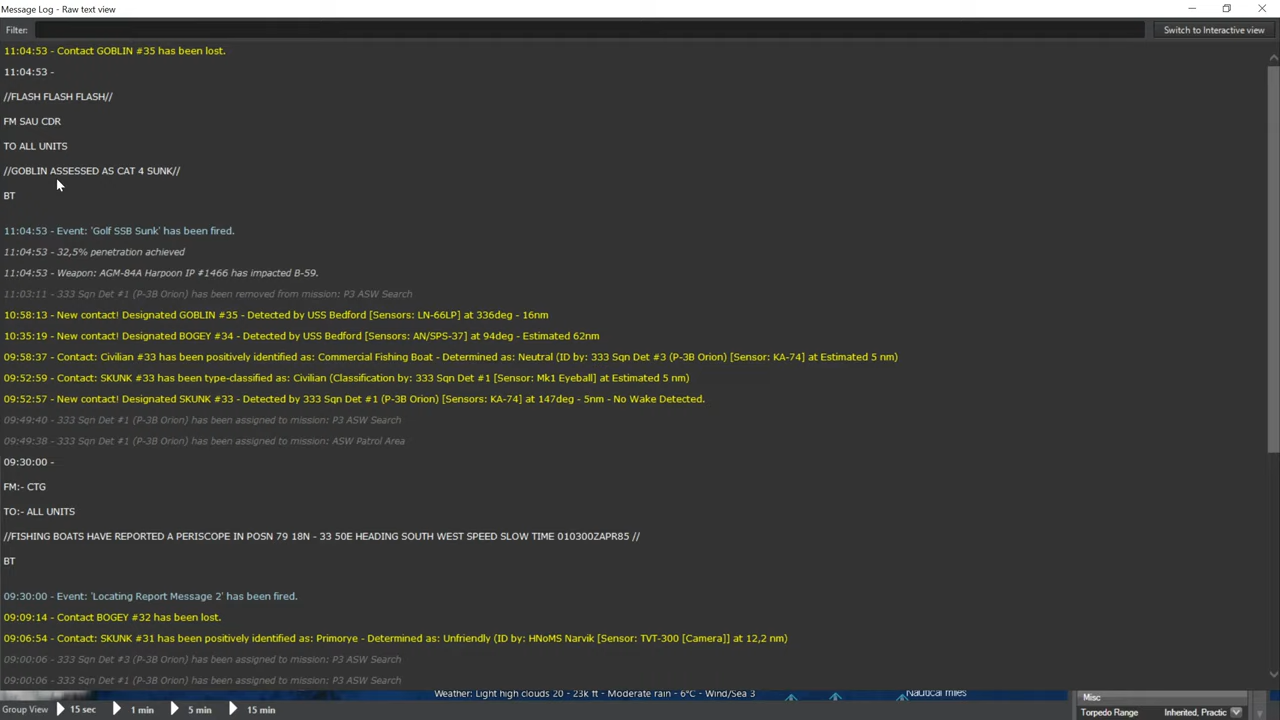 Message Log - Raw text view
Filter:
Switch to Interactive view
11:04:53 - Contact GOBLIN #35 has been lost.
11:04:53 -
//FLASH FLASH FLASH//
FM SAU CDR
TO ALL UNITS
//GOBLIN ASSESSED AS CAT 4 SUNK//
BT
11:04:53 - Event: 'Golf SSB Sunk' has been fired.
11:04:53 - 32,5% penetration achieved
11:04:53 - Weapon: AGM-84A Harpoon IP #1466 has impacted B-59.
11:03:11 - 333 Sqn Det #1 (P-3B Orion) has been removed from mission: P3 ASW Search
10:58:13 - New contact! Designated GOBLIN #35 - Detected by USS Bedford [Sensors: LN-66LP] at 336deg - 16nm
10:35:19 - New contact! Designated BOGEY #34 - Detected by USS Bedford [Sensors: AN/SPS-37] at 94deg - Estimated 62nm
09:58:37 - Contact: Civilian #33 has been positively identified as: Commercial Fishing Boat - Determined as: Neutral (ID by: 333 Sqn Det #3 (P-3B Orion) [Sensor: KA-74] at Estimated 5 nm)
09:52:59 - Contact: SKUNK #33 has been type-classified as: Civilian (Classification by: 333 Sqn Det #1 [Sensor: Mk1 Eyeball] at Estimated 5 nm)
09:52:57 - New contact! Designated SKUNK #33 - Detected by 333 Sqn Det #1 (P-3B Orion) [Sensors: KA-74] at 147deg - 5nm - No Wake Detected.
09:49:40 - 333 Sqn Det #1 (P-3B Orion) has been assigned to mission: P3 ASW Search
09:49:38 - 333 Sqn Det #1 (P-3B Orion) has been assigned to mission: ASW Patrol Area
09:30:00 -
FM:- CTG
TO:- ALL UNITS
//FISHING BOATS HAVE REPORTED A PERISCOPE IN POSN 79 18N - 33 50E HEADING SOUTH WEST SPEED SLOW TIME 010300ZAPR85 //
BT
09:30:00 - Event: 'Locating Report Message 2' has been fired.
09:09:14 - Contact BOGEY #32 has been lost.
09:06:54 - Contact: SKUNK #31 has been positively identified as: Primorye - Determined as: Unfriendly (ID by: HNoMS Narvik [Sensor: TVT-300 [Camera]] at 12,2 nm)
09:00:06 - 333 Sqn Det #3 (P-3B Orion) has been assigned to mission: P3 ASW Search
09:00:06 - 333 Sqn Det #1 (P-3B Orion) has been assigned to mission: P3 ASW Search
Weather: Light high clouds 20 - 23k ft - Moderate rain - 6°C - Wind/Sea 3
Nautical miles
Misc
Group View 15 sec 1 min 5 min 15 min
Torpedo Range Inherited, Practic